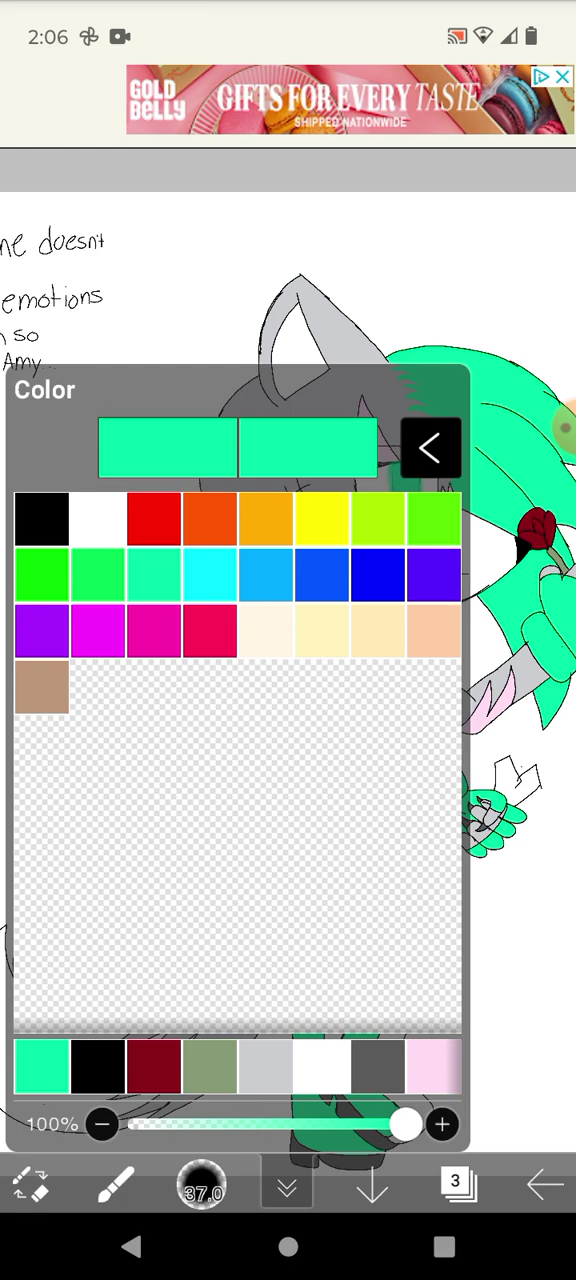 2:06
GOLD
BELLY
GIFTS FOR EVERY TASTE
SHIPPED NATIONWIDE
ne doesn't
emotions
so
Amy...
Color
100%
37.0
3